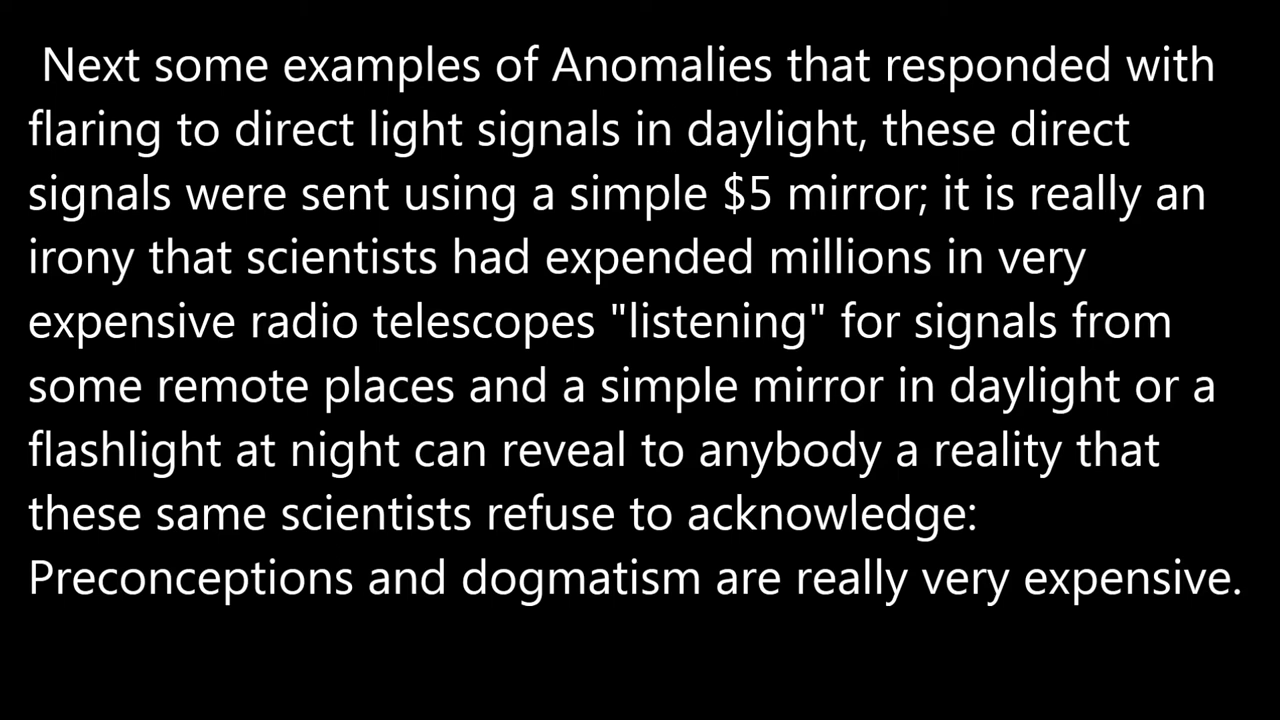 Next some examples of Anomalies that responded with
flaring to direct light signals in daylight, these direct
signals were sent using a simple $5 mirror; it is really an
irony that scientists had expended millions in very
expensive radio telescopes "listening" for signals from
some remote places and a simple mirror in daylight or a
flashlight at night can reveal to anybody a reality that
these same scientists refuse to acknowledge:
Preconceptions and dogmatism are really very expensive.